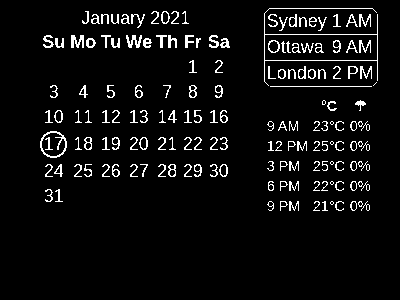 January 2021
Su Mo Tu We Th Fr Sa
1 2
3 4 5 6 7 8 9
10 11 12 13 14 15 16
17 18 19 20 21 22 23
24 25 26 27 28 29 30
31
Sydney 1 AM
Ottawa 9 AM
London 2 PM
°C ☂
9 AM 23°C 0%
12 PM 25°C 0%
3 PM 25°C 0%
6 PM 22°C 0%
9 PM 21°C 0%